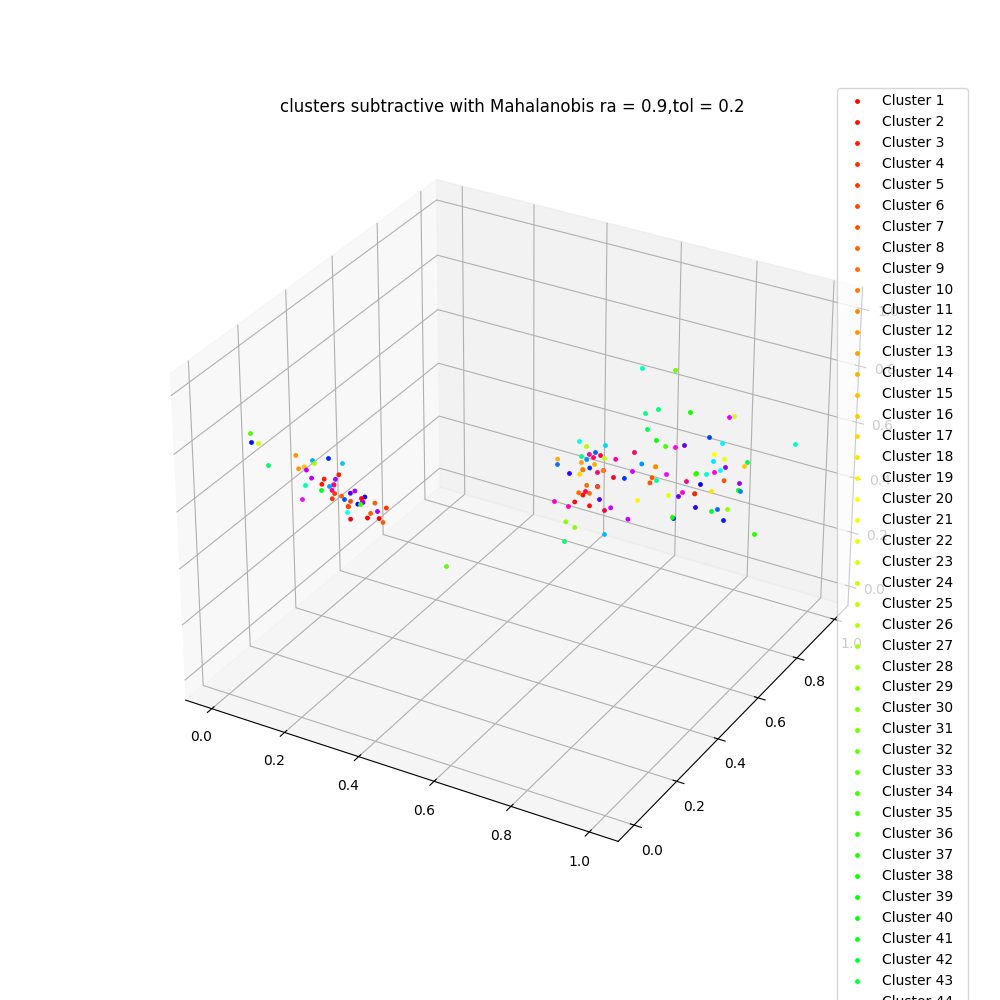 clusters subtractive with Mahalanobis ra = 0.9,tol = 0.2
Cluster 1
Cluster 2
Cluster 3
Cluster 4
Cluster 5
Cluster 6
Cluster 7
Cluster 8
Cluster 9
Cluster 10
Cluster 11
Cluster 12
Cluster 13
Cluster 14
Cluster 15
Cluster 16
Cluster 17
Cluster 18
Cluster 19
Cluster 20
Cluster 21
Cluster 22
Cluster 23
Cluster 24
Cluster 25
Cluster 26
Cluster 27
Cluster 28
Cluster 29
Cluster 30
Cluster 31
Cluster 32
Cluster 33
Cluster 34
Cluster 35
Cluster 36
Cluster 37
Cluster 38
Cluster 39
Cluster 40
Cluster 41
Cluster 42
Cluster 43
Cluster 44
0.6
0.0
1.0
0.8
0.6
0.4
0.2
0.0
0.0
0.2
0.4
0.6
0.8
1.0